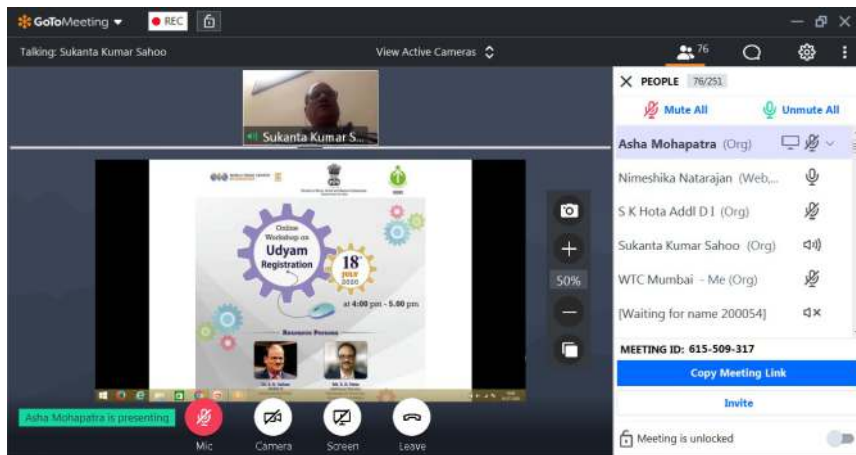 GoToMeeting
REC
Talking: Sukanta Kumar Sahoo
View Active Cameras
76
Sukanta Kumar S...
Online
Workshop on
Udyam
Registration
18
JULY
2020
at 4:00 pm - 5.00 pm
Resource Persons
50%
Asha Mohapatra is presenting
Mic
Camera
Screen
Leave
PEOPLE 76/251
Mute All
Unmute All
Asha Mohapatra (Org)
Nimeshika Natarajan (Web,...
S K Hota Addl D I (Org)
Sukanta Kumar Sahoo (Org)
WTC Mumbai - Me (Org)
[Waiting for name 200054]
MEETING ID: 615-509-317
Copy Meeting Link
Invite
Meeting is unlocked